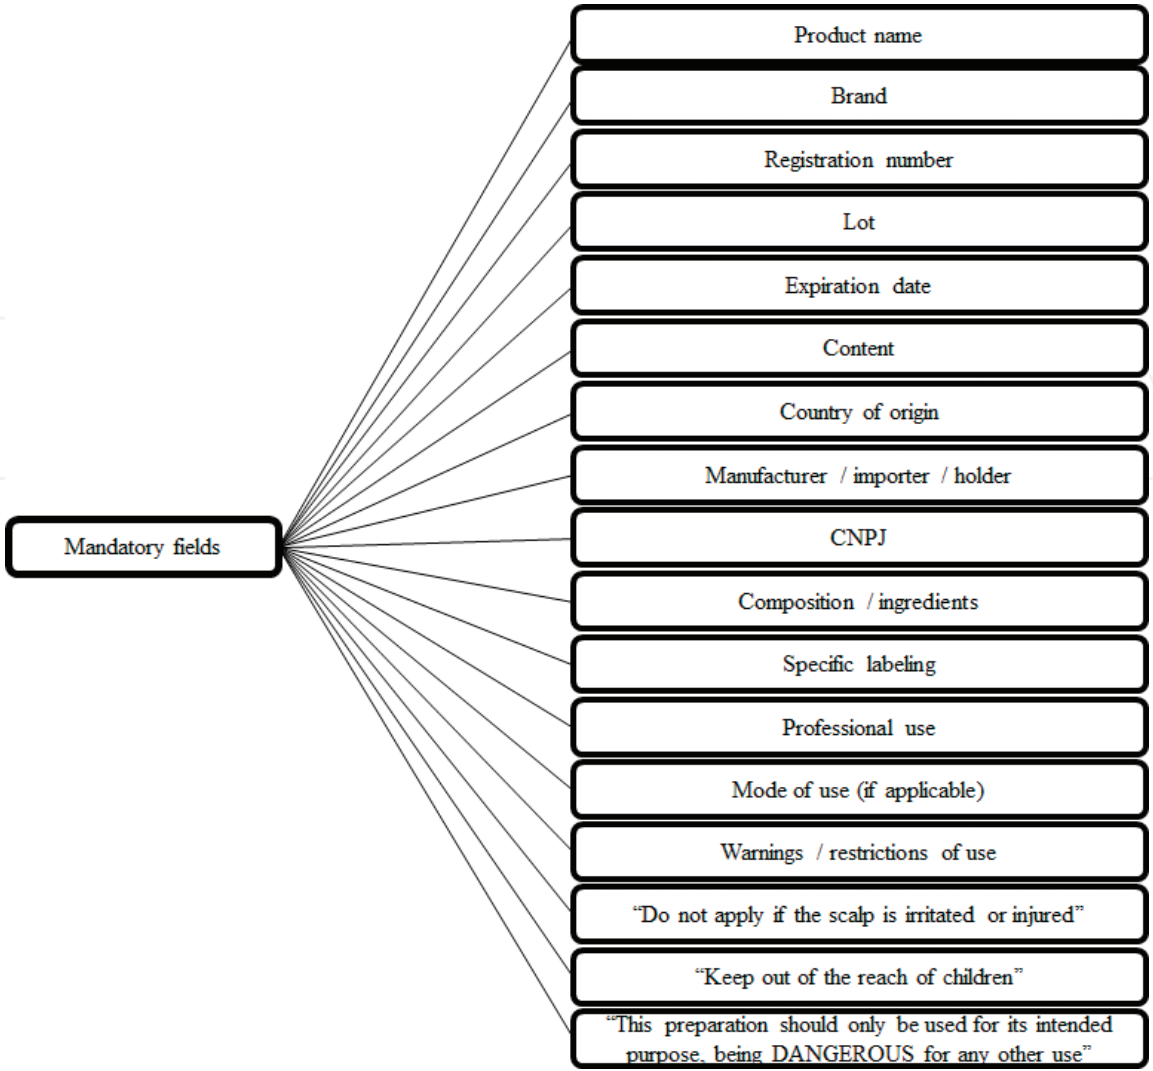 Product name
Brand
Registration number
Lot
Expiration date
Content
Country of origin
Manufacturer / importer / holder
CNPJ
Mandatory fields
Composition / ingredients
Specific labeling
Professional use
Mode of use (if applicable)
Warnings / restrictions of use
“Do not apply if the scalp is irritated or injured”
“Keep out of the reach of children”
“This preparation should only be used for its intended
purpose, being DANGEROUS for any other use”